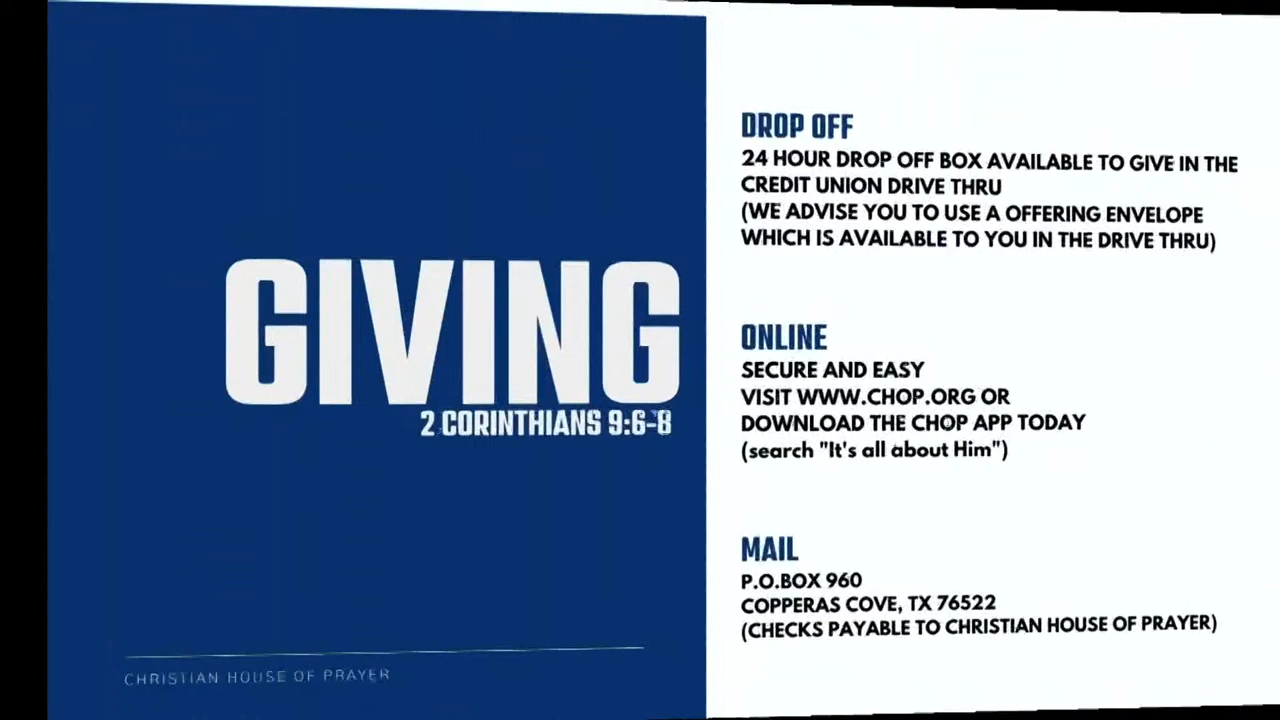 GIVING
2 CORINTHIANS 9:6-8
CHRISTIAN HOUSE OF PRAYER
DROP OFF
24 HOUR DROP OFF BOX AVAILABLE TO GIVE IN THE
CREDIT UNION DRIVE THRU
(WE ADVISE YOU TO USE A OFFERING ENVELOPE
WHICH IS AVAILABLE TO YOU IN THE DRIVE THRU)
ONLINE
SECURE AND EASY
VISIT WWW.CHOP.ORG OR
DOWNLOAD THE CHOP APP TODAY
(search "It's all about Him")
MAIL
P.O.BOX 960
COPPERAS COVE, TX 76522
(CHECKS PAYABLE TO CHRISTIAN HOUSE OF PRAYER)